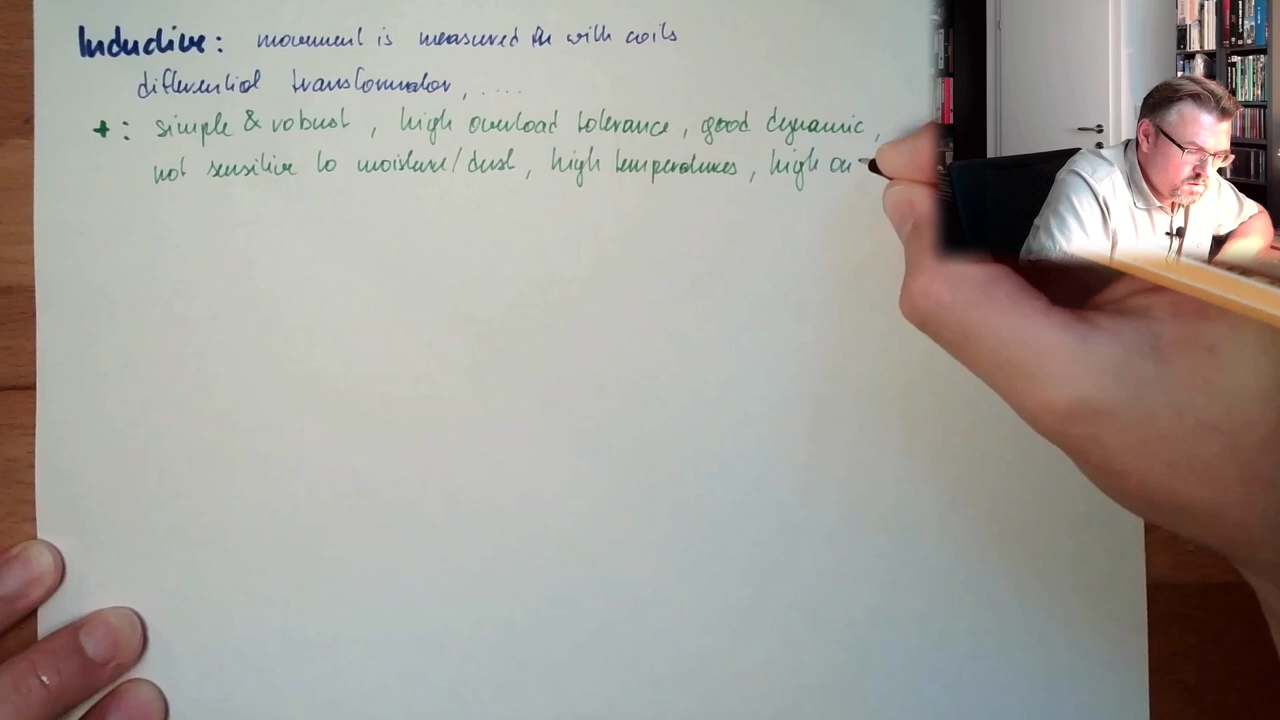 Inductive: movement is measured with coils
differential transformator, ....
+: simple & robust, high overload tolerance, good dynamic,
not sensitive to moisture/dust, high temperatures, high ou